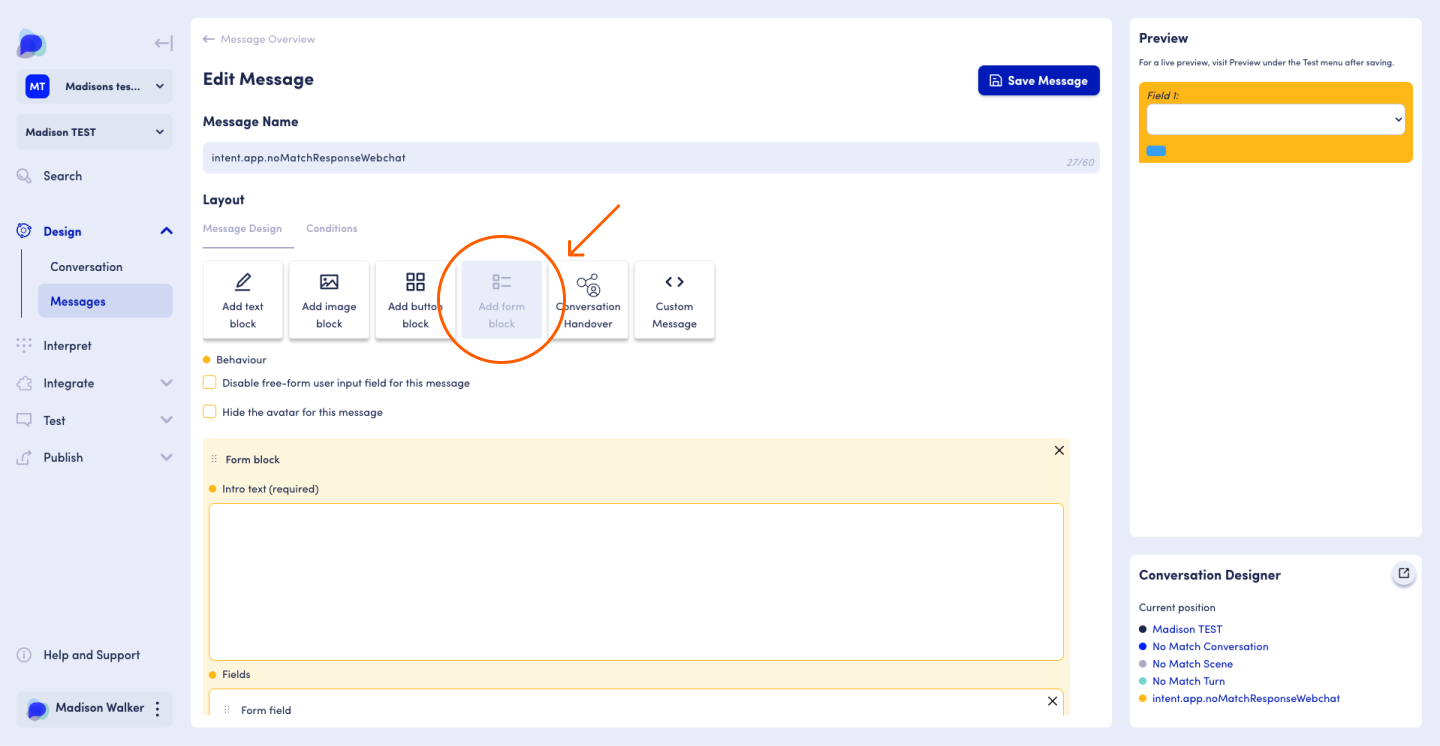 MT
Madisons tes...
Madison TEST
Search
Design
Conversation
Messages
Interpret
Integrate
Test
Publish
Help and Support
Madison Walker
Message Overview
Edit Message
Save Message
Message Name
intent.app.noMatchResponseWebchat
27/60
Layout
Message Design
Conditions
Add text
block
Add image
block
Add button
block
Add form
block
Conversation
Handover
Custom
Message
Behaviour
Disable free-form user input field for this message
Hide the avatar for this message
Form block
Intro text (required)
Fields
Form field
Preview
For a live preview, visit Preview under the Test menu after saving.
Field 1:
Conversation Designer
Current position
Madison TEST
No Match Conversation
No Match Scene
No Match Turn
intent.app.noMatchResponseWebchat